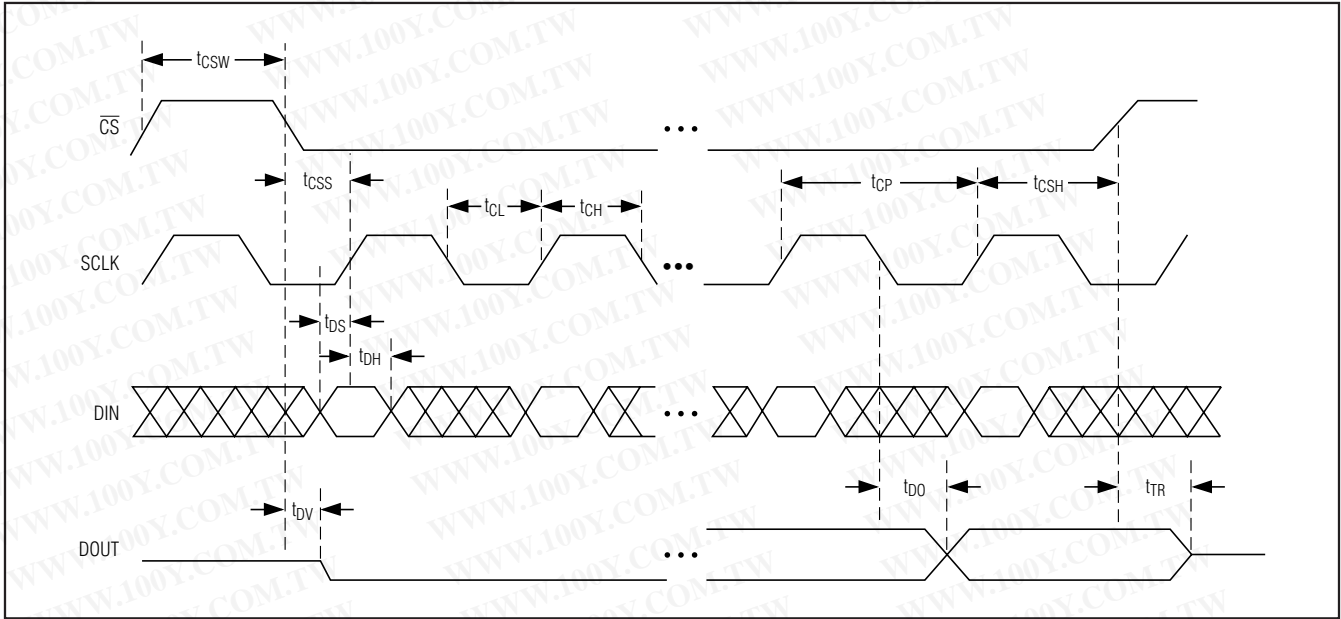 tCSW
CS
tCSS
tCL
tCH
tCP
tCSH
SCLK
tDS
tDH
DIN
tDO
tTR
tDV
DOUT
WWW.100Y.COM.TW